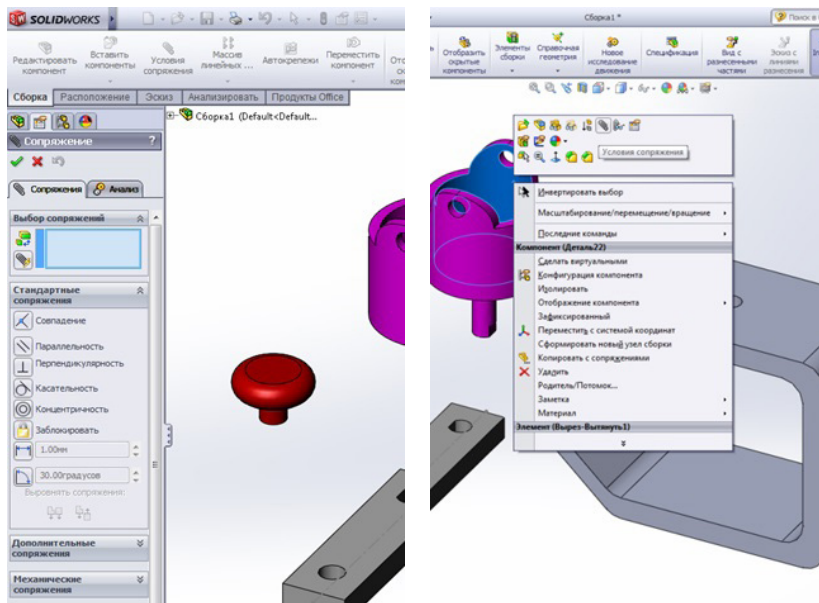 SOLIDWORKS
Редактировать
компонент
Вставить
компоненты
Условия
сопряжения
Массив
линейных ...
Автокрепежи
Переместить
компонент
Сборка
Расположение
Эскиз
Анализировать
Продукты Office
Сборка1 (Default<Default...
Сопряжение
?
Сопряжения
Анализ
Выбор сопряжений
Стандартные
сопряжения
Совпадение
Параллельность
Перпендикулярность
Касательность
Концентричность
Заблокировать
1.00мм
30.00градусов
Выровнять сопряжения:
Дополнительные
сопряжения
Механические
сопряжения
Сборка1 *
Поиск в
Отобразить
скрытые
компоненты
Элементы
сборки
Справочная
геометрия
Новое
исследование
движения
Спецификация
Вид с
разнесенными
частями
Эскиз с
линиями
разнесения
Условия сопряжения
Инвертировать выбор
Масштабирование/перемещение/вращение
Последние команды
Компонент (Деталь22)
Сделать виртуальными
Конфигурация компонента
Изолировать
Отображение компонента
Зафиксированный
Переместить с системой координат
Сформировать новый узел сборки
Копировать с сопряжениями
Удалить
Родитель/Потомок...
Заметка
Материал
Элемент (Вырез-Вытянуть1)